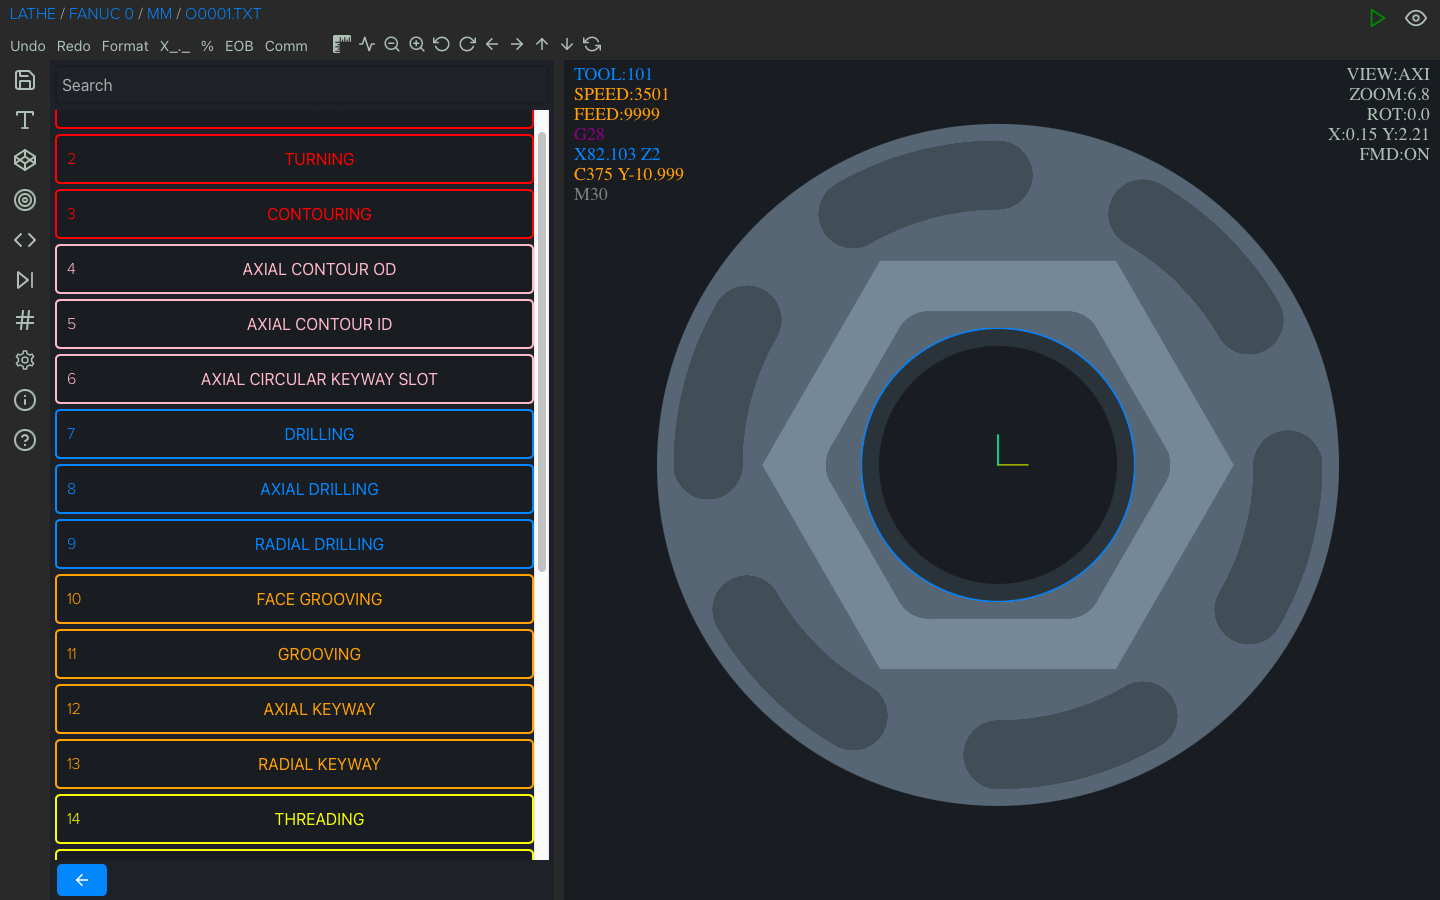 LATHE / FANUC 0 / MM / O0001.TXT
Undo Redo Format X_._ % EOB Comm
Search
2 TURNING
3 CONTOURING
4 AXIAL CONTOUR OD
5 AXIAL CONTOUR ID
6 AXIAL CIRCULAR KEYWAY SLOT
7 DRILLING
8 AXIAL DRILLING
9 RADIAL DRILLING
10 FACE GROOVING
11 GROOVING
12 AXIAL KEYWAY
13 RADIAL KEYWAY
14 THREADING
TOOL:101
SPEED:3501
FEED:9999
G28
X82.103 Z2
C375 Y-10.999
M30
VIEW:AXI
ZOOM:6.8
ROT:0.0
X:0.15 Y:2.21
FMD:ON